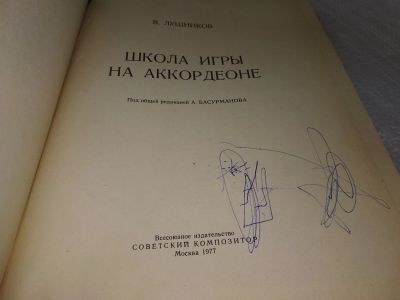 В. ЛУШНИКОВ
ШКОЛА ИГРЫ
НА АККОРДЕОНЕ
Под общей редакцией А. БАСУРМАНОВА
Всесоюзное издательство
СОВЕТСКИЙ КОМПОЗИТОР
Москва 1977